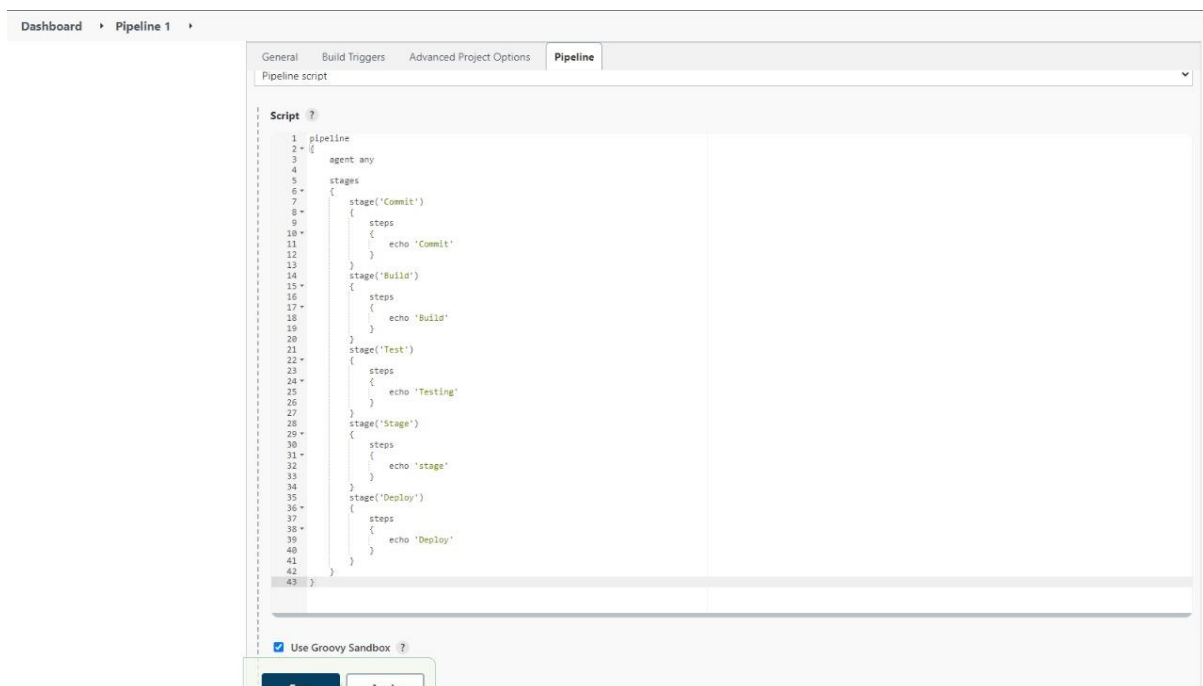 Dashboard Pipeline 1
General Build Triggers Advanced Project Options Pipeline
Pipeline script
Script ?
1 pipeline
2 {
3 agent any
4
5 stages
6 {
7 stage('Commit')
8 {
9 steps
10 {
11 echo 'Commit'
12 }
13 }
14 stage('Build')
15 {
16 steps
17 {
18 echo 'Build'
19 }
20 }
21 stage('Test')
22 {
23 steps
24 {
25 echo 'Testing'
26 }
27 }
28 stage('Stage')
29 {
30 steps
31 {
32 echo 'stage'
33 }
34 }
35 stage('Deploy')
36 {
37 steps
38 {
39 echo 'Deploy'
40 }
41 }
42 }
43 }
Use Groovy Sandbox ?